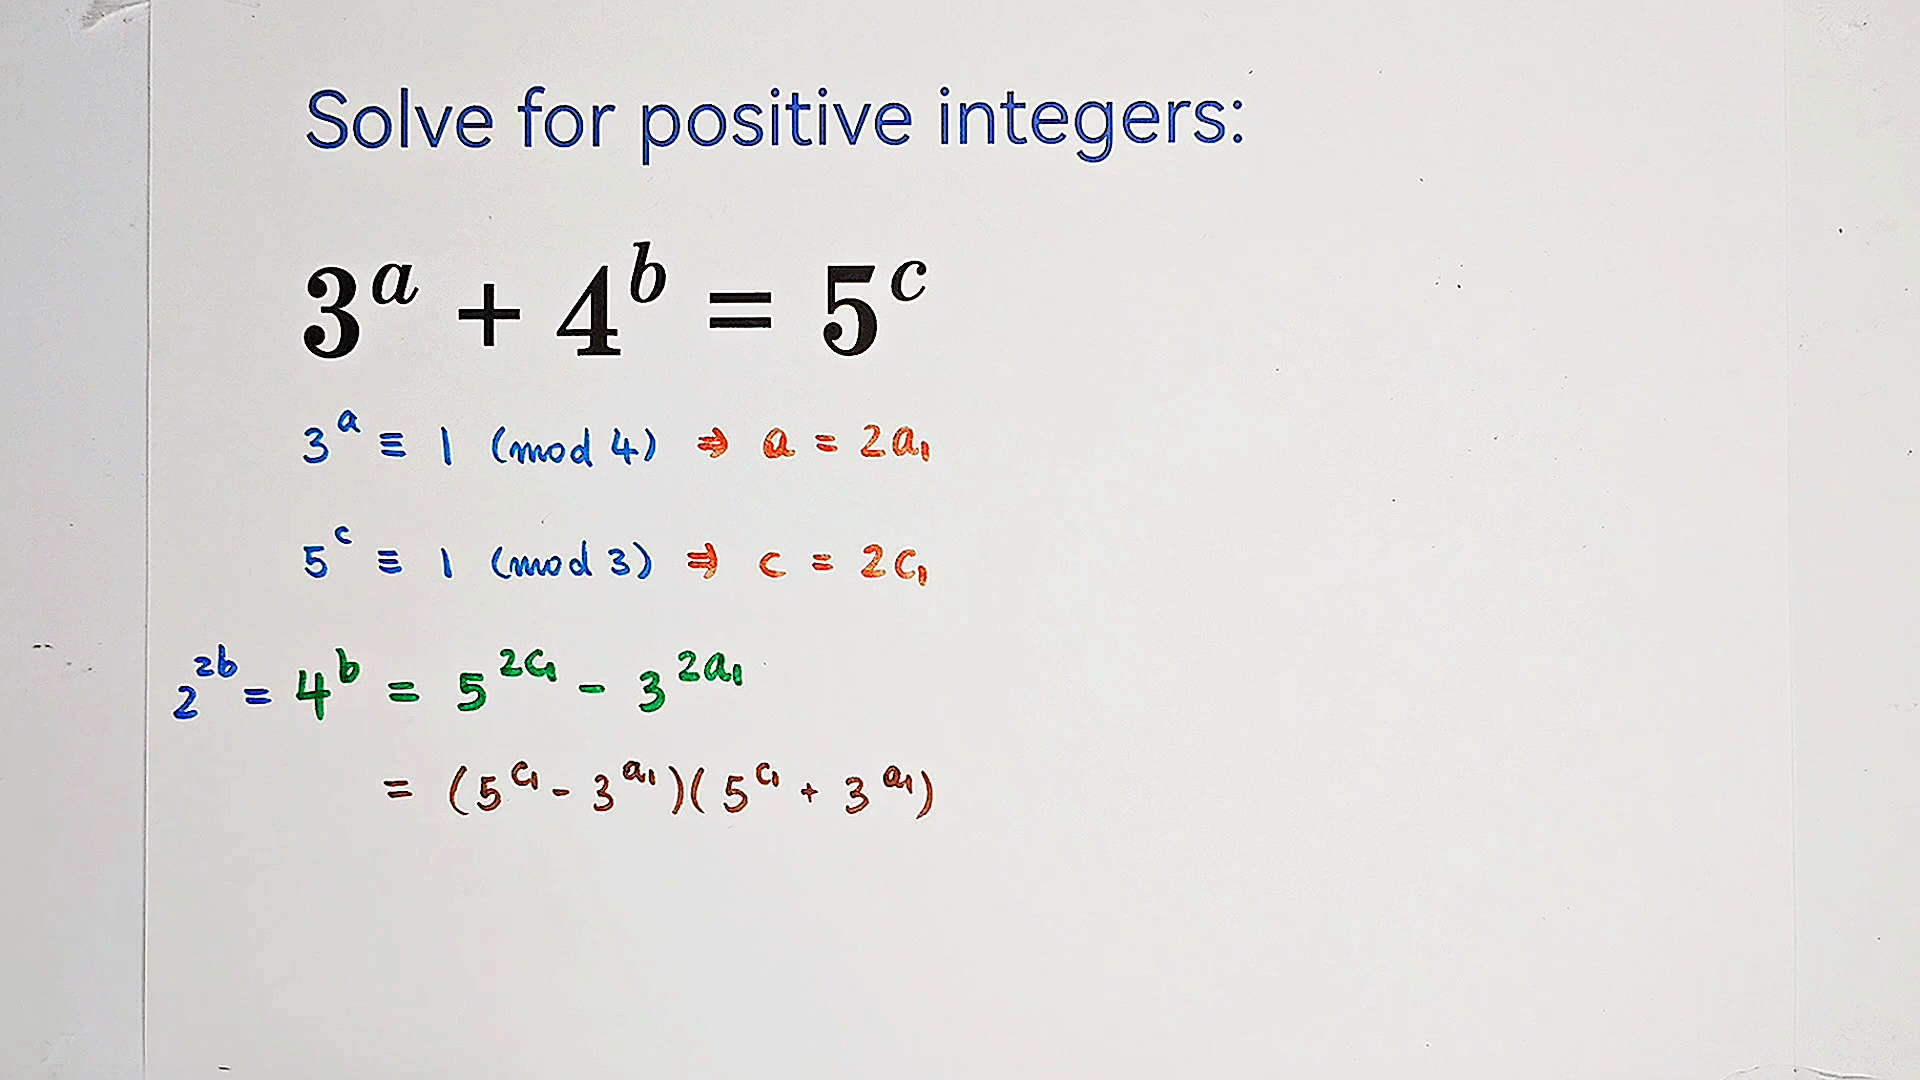 Solve for positive integers:
3^a + 4^b = 5^c
3^a ≡ 1 (mod 4) ⇒ a = 2a₁
5^c ≡ 1 (mod 3) ⇒ c = 2c₁
2^{2b} = 4^b = 5^{2c₁} - 3^{2a₁}
= (5^{c₁} - 3^{a₁})(5^{c₁} + 3^{a₁})